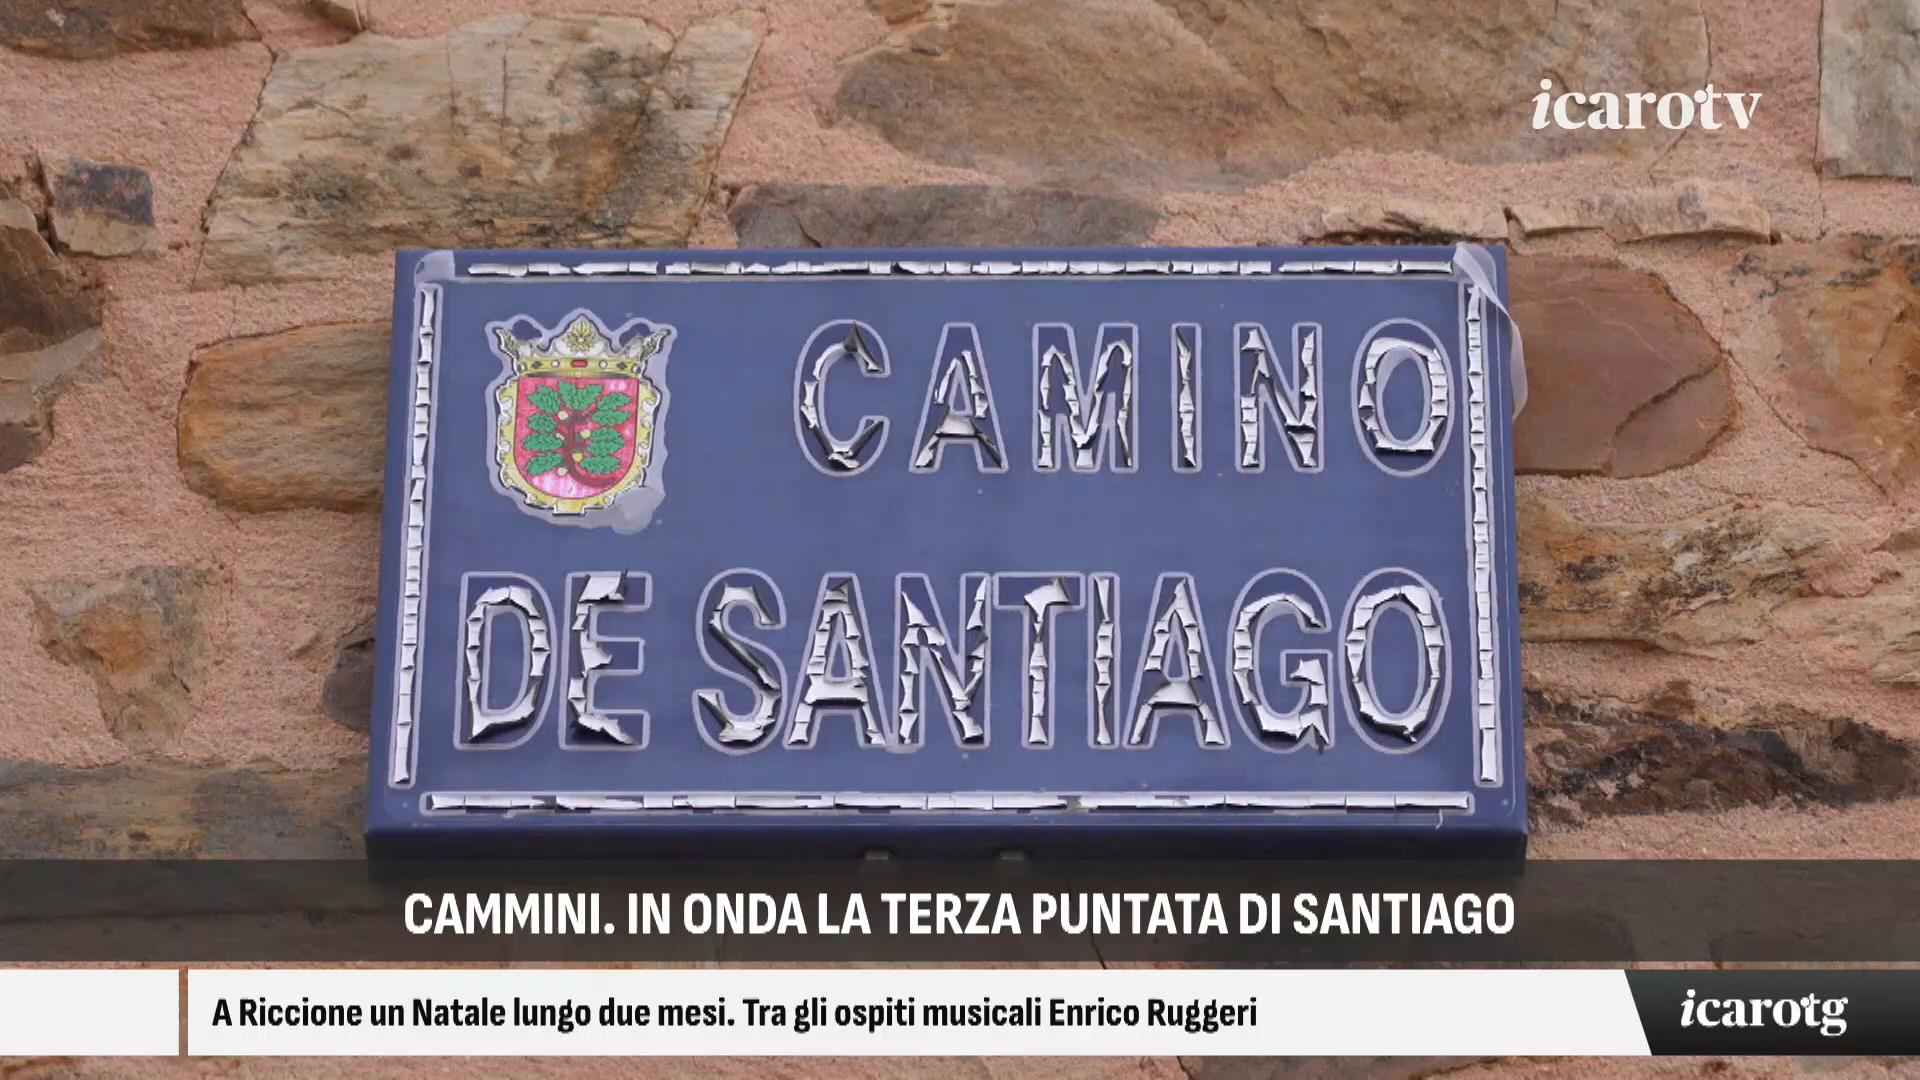 icarotv
CAMINO
DE SANTIAGO
CAMMINI. IN ONDA LA TERZA PUNTATA DI SANTIAGO
A Riccione un Natale lungo due mesi. Tra gli ospiti musicali Enrico Ruggeri
icarotg